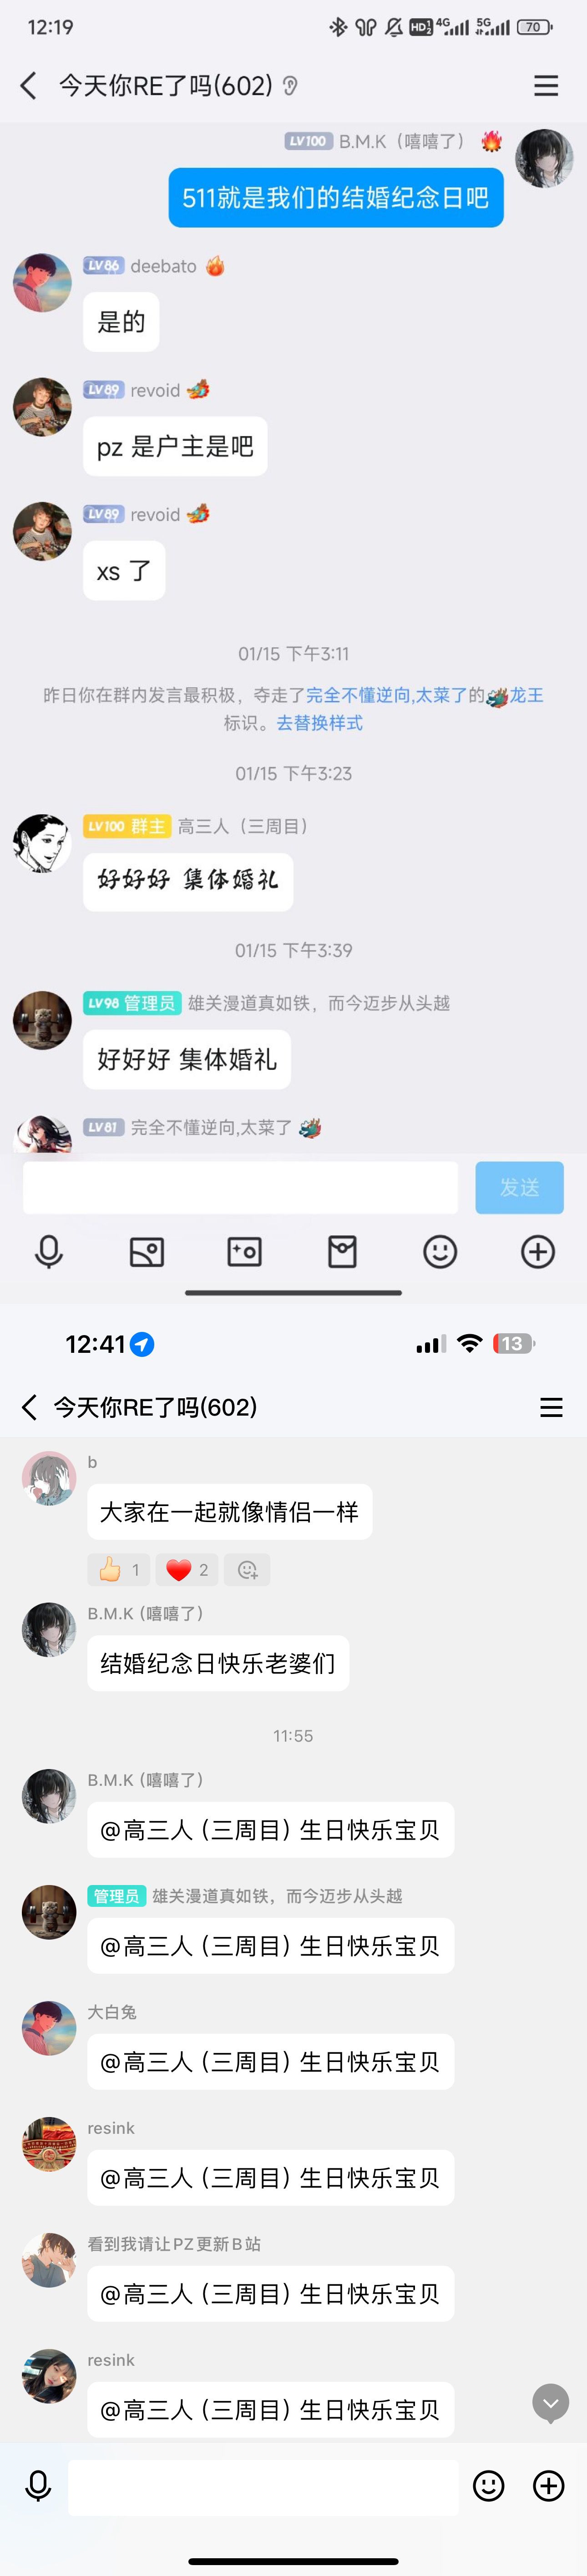 12:19
HD 1 2 4G 5G 70
今天你RE了吗(602)
LV100 B.M.K（嘻嘻了）
511就是我们的结婚纪念日吧
LV86 deebato
是的
LV89 revoid
pz 是户主是吧
LV89 revoid
xs 了
01/15 下午3:11
昨日你在群内发言最积极，夺走了完全不懂逆向,太菜了的龙王
标识。去替换样式
01/15 下午3:23
LV100 群主 高三人（三周目）
好好好 集体婚礼
01/15 下午3:39
LV98 管理员 雄关漫道真如铁，而今迈步从头越
好好好 集体婚礼
LV81 完全不懂逆向,太菜了
发送
12:41
13
今天你RE了吗(602)
b
大家在一起就像情侣一样
1 2
B.M.K (嘻嘻了)
结婚纪念日快乐老婆们
11:55
B.M.K (嘻嘻了)
@高三人 (三周目) 生日快乐宝贝
管理员 雄关漫道真如铁，而今迈步从头越
@高三人 (三周目) 生日快乐宝贝
大白兔
@高三人 (三周目) 生日快乐宝贝
resink
@高三人 (三周目) 生日快乐宝贝
看到我请让PZ更新B站
@高三人 (三周目) 生日快乐宝贝
resink
@高三人 (三周目) 生日快乐宝贝